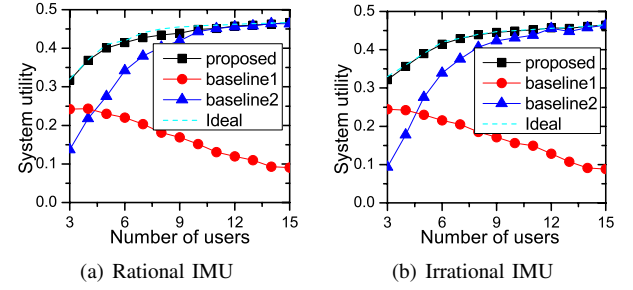 0.5
0.4
0.3
0.2
0.1
0.0
System utility
proposed
baseline1
baseline2
Ideal
3 6 9 12 15
Number of users
(a) Rational IMU
0.5
0.4
0.3
0.2
0.1
0.0
System utility
proposed
baseline1
baseline2
Ideal
3 6 9 12 15
Number of users
(b) Irrational IMU